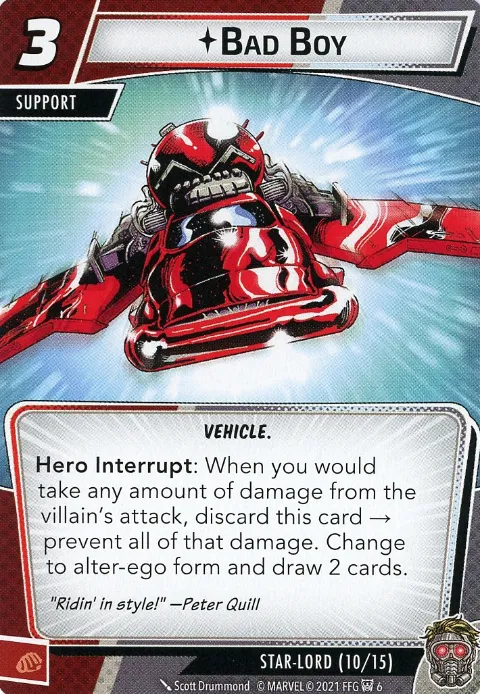 3
BAD BOY
SUPPORT
VEHICLE.
Hero Interrupt: When you would
take any amount of damage from the
villain's attack, discard this card →
prevent all of that damage. Change
to alter-ego form and draw 2 cards.
"Ridin' in style!" —Peter Quill
STAR-LORD (10/15)
Scott Drummond © MARVEL © 2021 FFG 6